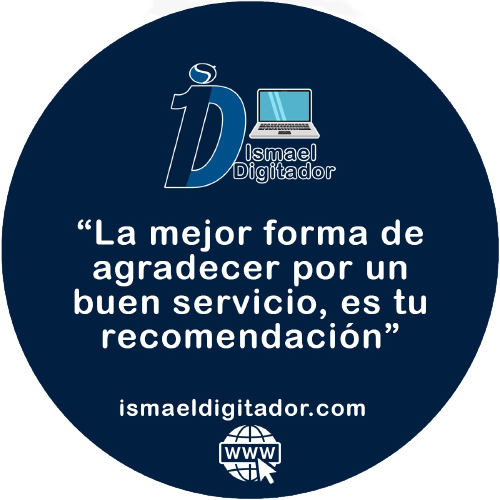 Ismael
Digitador
“La mejor forma de
agradecer por un
buen servicio, es tu
recomendación”
ismaeldigitador.com
WWW